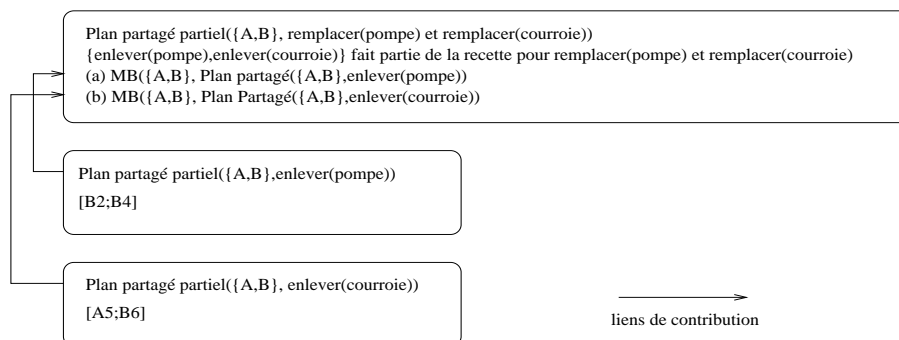 Plan partagé partiel({A,B}, remplacer(pompe) et remplacer(courroie))
{enlever(pompe),enlever(courroie)} fait partie de la recette pour remplacer(pompe) et remplacer(courroie)
(a) MB({A,B}, Plan partagé({A,B},enlever(pompe))
(b) MB({A,B}, Plan Partagé({A,B},enlever(courroie))
Plan partagé partiel({A,B},enlever(pompe))
[B2;B4]
Plan partagé partiel({A,B}, enlever(courroie))
[A5;B6]
liens de contribution